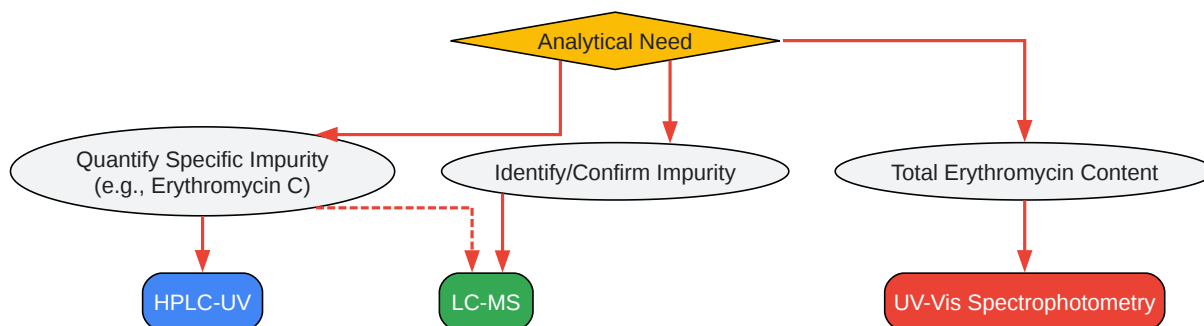 Analytical Need
Quantify Specific Impurity
(e.g., Erythromycin C)
Identify/Confirm Impurity
Total Erythromycin Content
HPLC-UV
LC-MS
UV-Vis Spectrophotometry